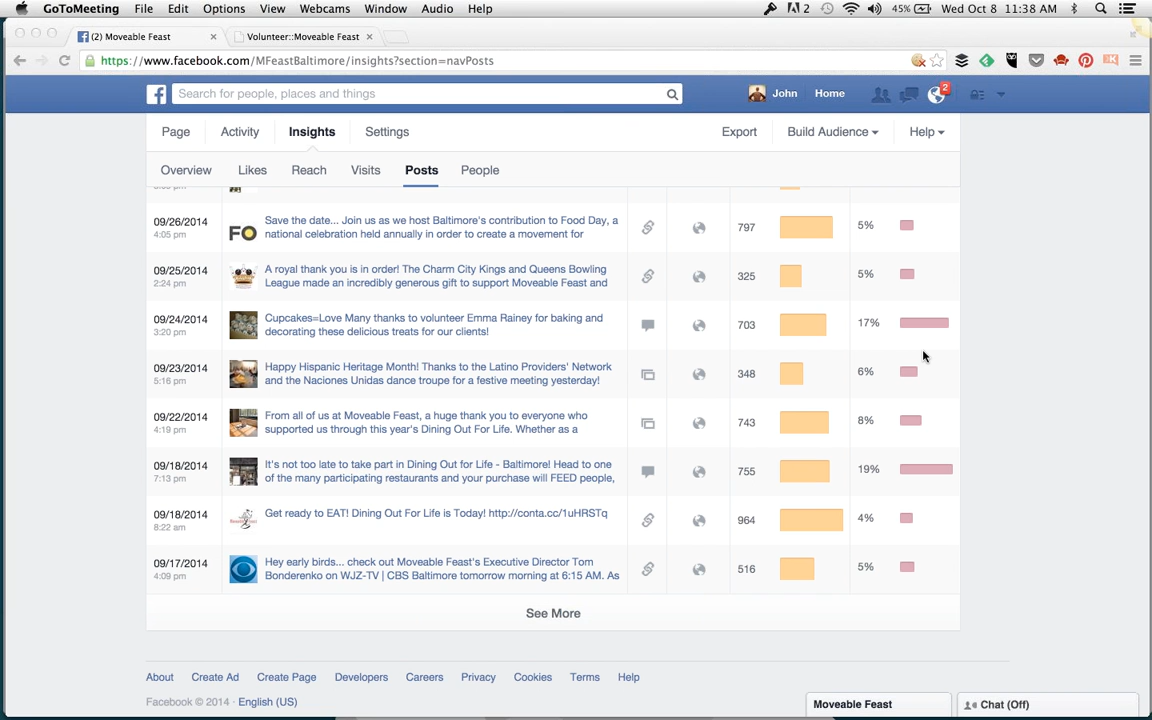 GoToMeeting File Edit Options View Webcams Window Audio Help 2 45% Wed Oct 8 11:38 AM
(2) Moveable Feast Volunteer::Moveable Feast
https://www.facebook.com/MFeastBaltimore/insights?section=navPosts
Search for people, places and things John Home 2
Page Activity Insights Settings Export Build Audience Help
Overview Likes Reach Visits Posts People
09/26/2014 Save the date... Join us as we host Baltimore's contribution to Food Day, a 797 5%
4:05 pm FO national celebration held annually in order to create a movement for
09/25/2014 A royal thank you is in order! The Charm City Kings and Queens Bowling 325 5%
2:24 pm League made an incredibly generous gift to support Moveable Feast and
09/24/2014 Cupcakes=Love Many thanks to volunteer Emma Rainey for baking and 703 17%
3:20 pm decorating these delicious treats for our clients!
09/23/2014 Happy Hispanic Heritage Month! Thanks to the Latino Providers' Network 348 6%
5:16 pm and the Naciones Unidas dance troupe for a festive meeting yesterday!
09/22/2014 From all of us at Moveable Feast, a huge thank you to everyone who 743 8%
4:19 pm supported us through this year's Dining Out For Life. Whether as a
09/18/2014 It's not too late to take part in Dining Out for Life - Baltimore! Head to one 755 19%
7:13 pm of the many participating restaurants and your purchase will FEED people,
09/18/2014 Get ready to EAT! Dining Out For Life is Today! http://conta.cc/1uHRSTq 964 4%
8:22 am
09/17/2014 Hey early birds... check out Moveable Feast's Executive Director Tom 516 5%
4:09 pm Bonderenko on WJZ-TV | CBS Baltimore tomorrow morning at 6:15 AM. As
See More
About Create Ad Create Page Developers Careers Privacy Cookies Terms Help
Facebook © 2014 · English (US)
Moveable Feast Chat (Off)